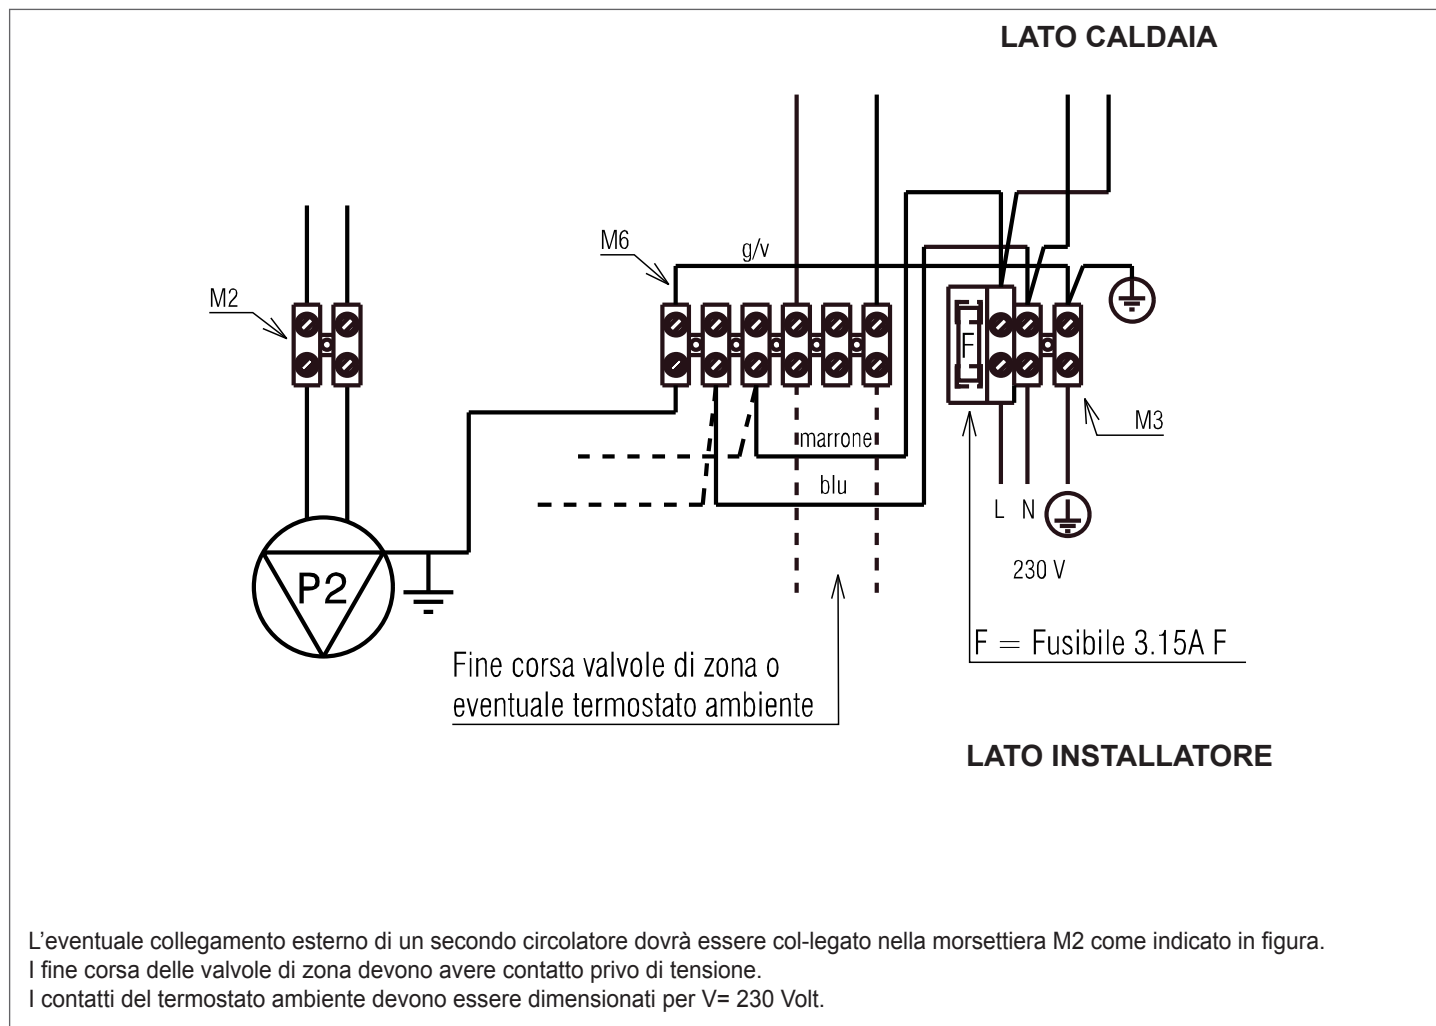 LATO CALDAIA
M6
g/v
M2
F
M3
marrone
blu
L N
230 V
P2
F = Fusibile 3.15A F
Fine corsa valvole di zona o
eventuale termostato ambiente
LATO INSTALLATORE
L'eventuale collegamento esterno di un secondo circolatore dovrà essere col-legato nella morsettiera M2 come indicato in figura.
I fine corsa delle valvole di zona devono avere contatto privo di tensione.
I contatti del termostato ambiente devono essere dimensionati per V= 230 Volt.